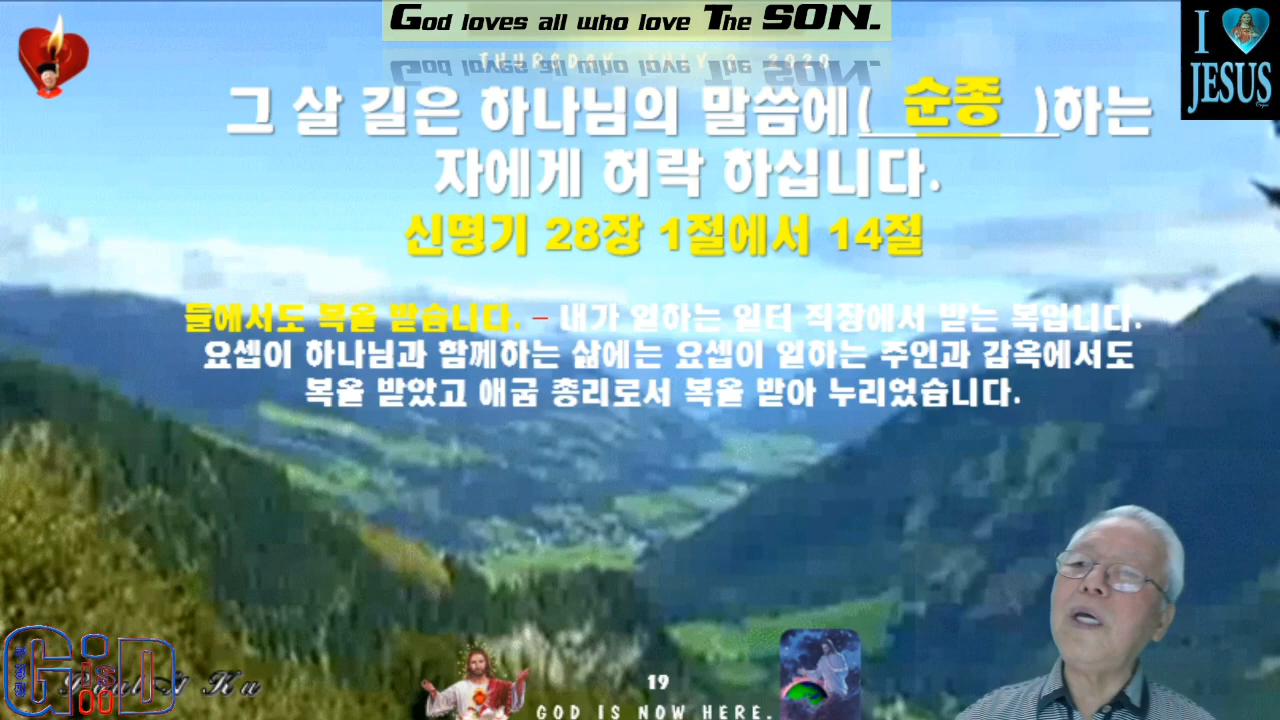 God loves all who love The SON.
THURSDAY, JULY 2, 2020
I
JESUS
그 살 길은 하나님의 말씀에( 순종 )하는
자에게 허락 하십니다.
신명기 28장 1절에서 14절
들에서도 복을 받습니다. – 내가 일하는 일터 직장에서 받는 복입니다.
요셉이 하나님과 함께하는 삶에는 요셉이 일하는 주인과 감옥에서도
복을 받았고 애굽 총리로서 복을 받아 누리었습니다.
GisD
Ku
19
GOD IS NOW HERE.